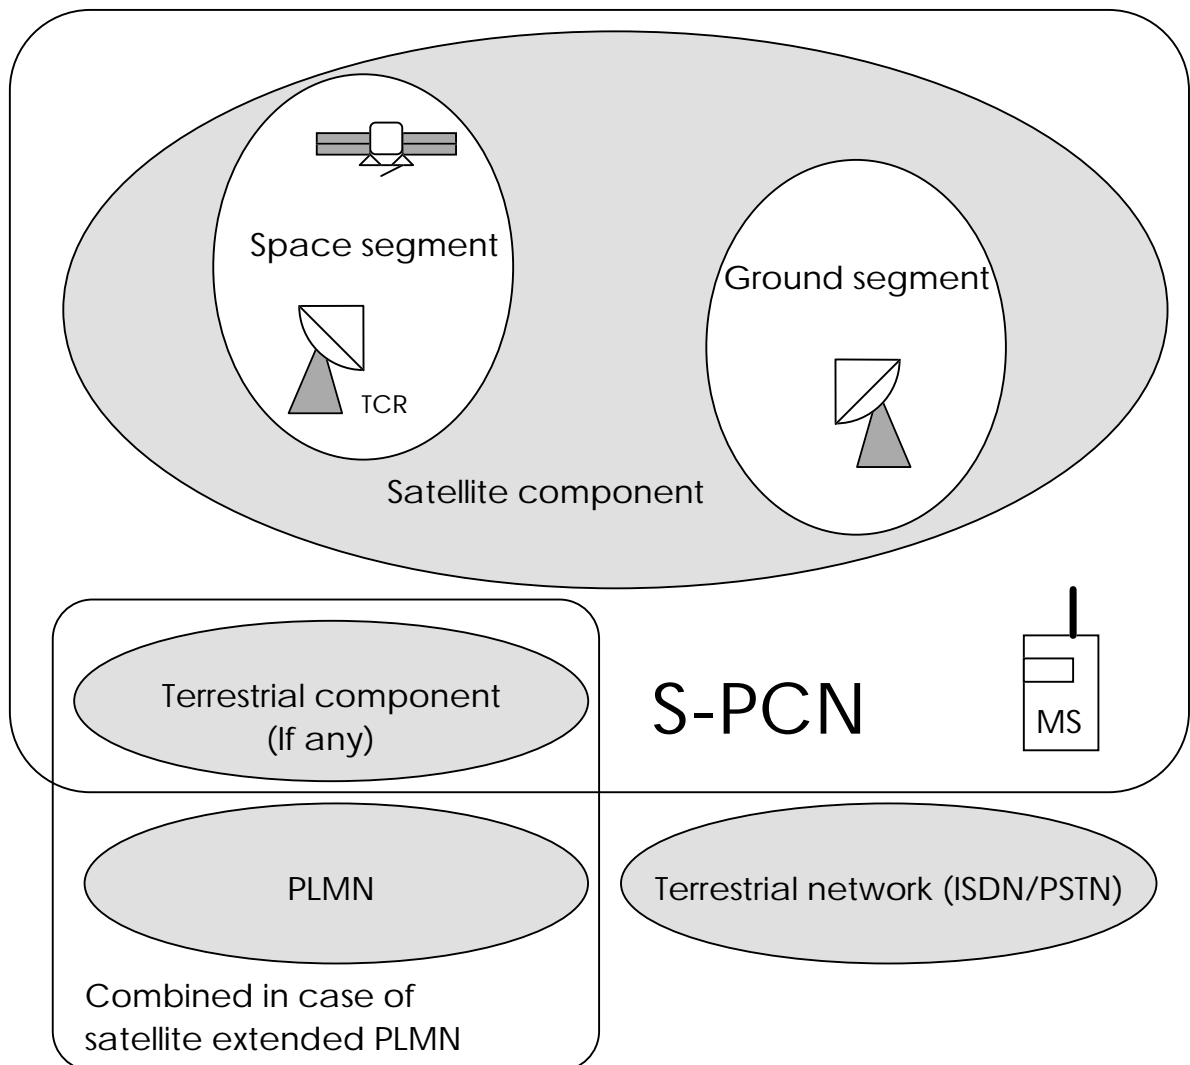 Space segment
Ground segment
TCR
Satellite component
Terrestrial component
(If any)
S-PCN
MS
PLMN
Terrestrial network (ISDN/PSTN)
Combined in case of
satellite extended PLMN